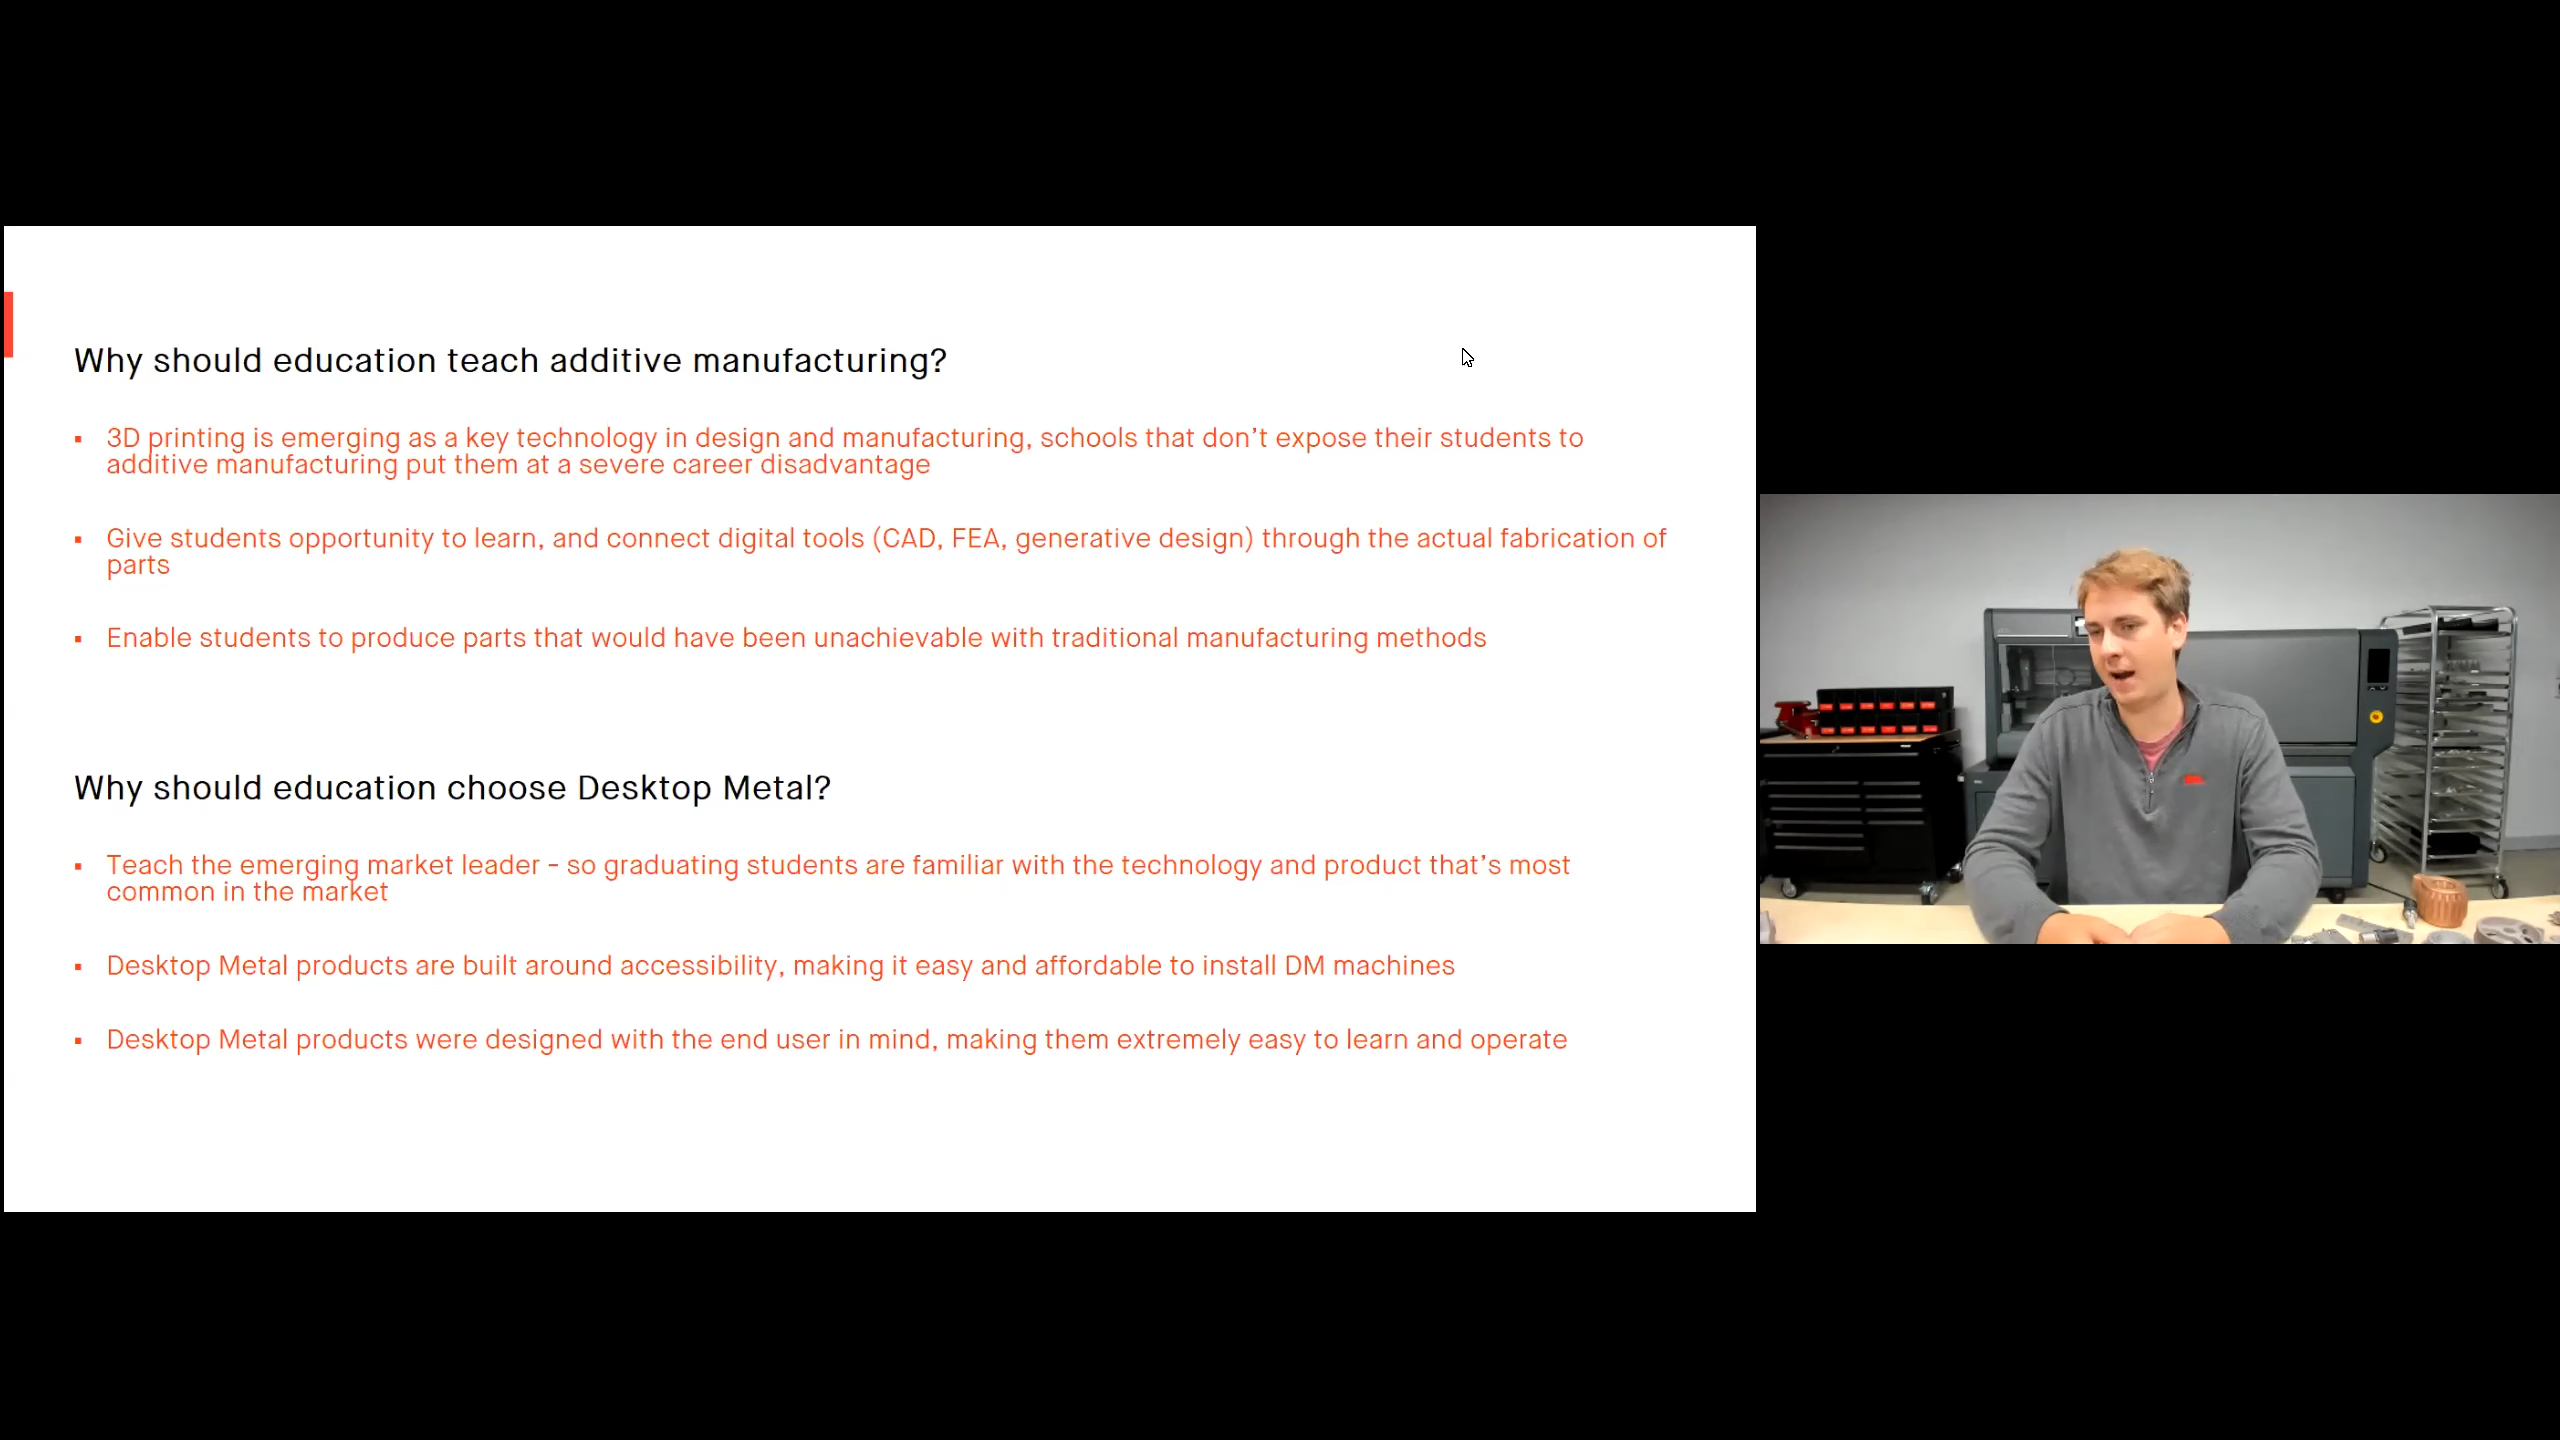 Why should education teach additive manufacturing?
▪ 3D printing is emerging as a key technology in design and manufacturing, schools that don’t expose their students to
additive manufacturing put them at a severe career disadvantage
▪ Give students opportunity to learn, and connect digital tools (CAD, FEA, generative design) through the actual fabrication of
parts
▪ Enable students to produce parts that would have been unachievable with traditional manufacturing methods
Why should education choose Desktop Metal?
▪ Teach the emerging market leader - so graduating students are familiar with the technology and product that’s most
common in the market
▪ Desktop Metal products are built around accessibility, making it easy and affordable to install DM machines
▪ Desktop Metal products were designed with the end user in mind, making them extremely easy to learn and operate